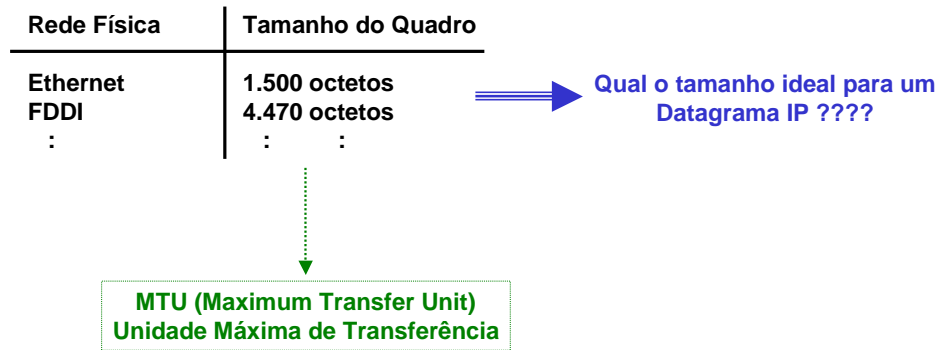 Rede Física Tamanho do Quadro
Ethernet 1.500 octetos
FDDI 4.470 octetos
: : :
Qual o tamanho ideal para um
Datagrama IP ????
MTU (Maximum Transfer Unit)
Unidade Máxima de Transferência